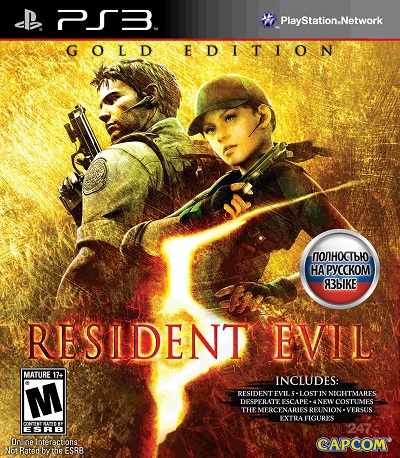 PS3
PlayStation®Network
GOLD EDITION
5
ПОЛНОСТЬЮ
НА РУССКОМ
ЯЗЫКЕ
RESIDENT EVIL
MATURE 17+
M
CONTENT RATED BY
ESRB
Online Interactions
Not Rated by the ESRB
INCLUDES:
RESIDENT EVIL 5 • LOST IN NIGHTMARES
DESPERATE ESCAPE • 4 NEW COSTUMES
THE MERCENARIES REUNION • VERSUS
EXTRA FIGURES
247
CAPCOM